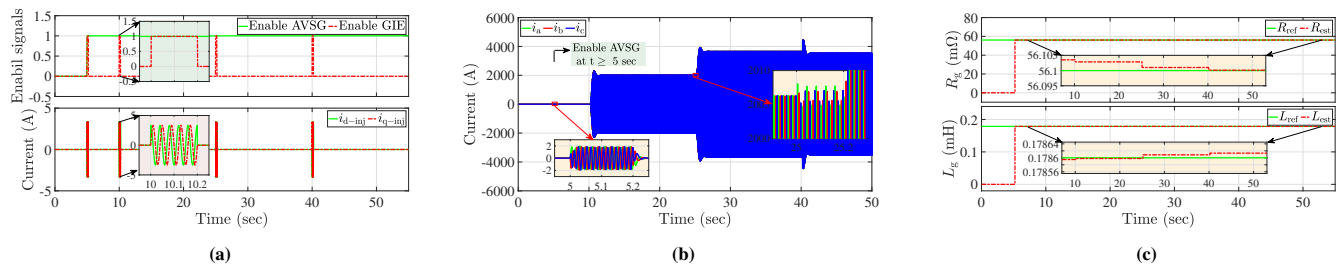 Enable AVSG Enable GIE
Enabil signals
1.5
1
0.5
0
-0.5
1.5
1
0
-0.5
i_d−inj i_q−inj
Current (A)
5
0
-5
5
0
-5
10 10.1 10.2
0 10 20 30 40 50
Time (sec)
(a)
i_a i_b i_c
Current (A)
6000
4000
2000
0
-2000
-4000
-6000
Enable AVSG
at t ≥ 5 sec
2
0
-2
5 5.1 5.2
0 10 20 30 40 50
Time (sec)
(b)
R_ref R_est
R_g (mΩ)
80
60
40
20
0
56.105
56.1
56.095
10 20 30 40 50
L_ref L_est
L_g (mH)
0.2
0.1
0
0.17864
0.1786
0.17856
10 20 30 40 50
0 10 20 30 40 50
Time (sec)
(c)